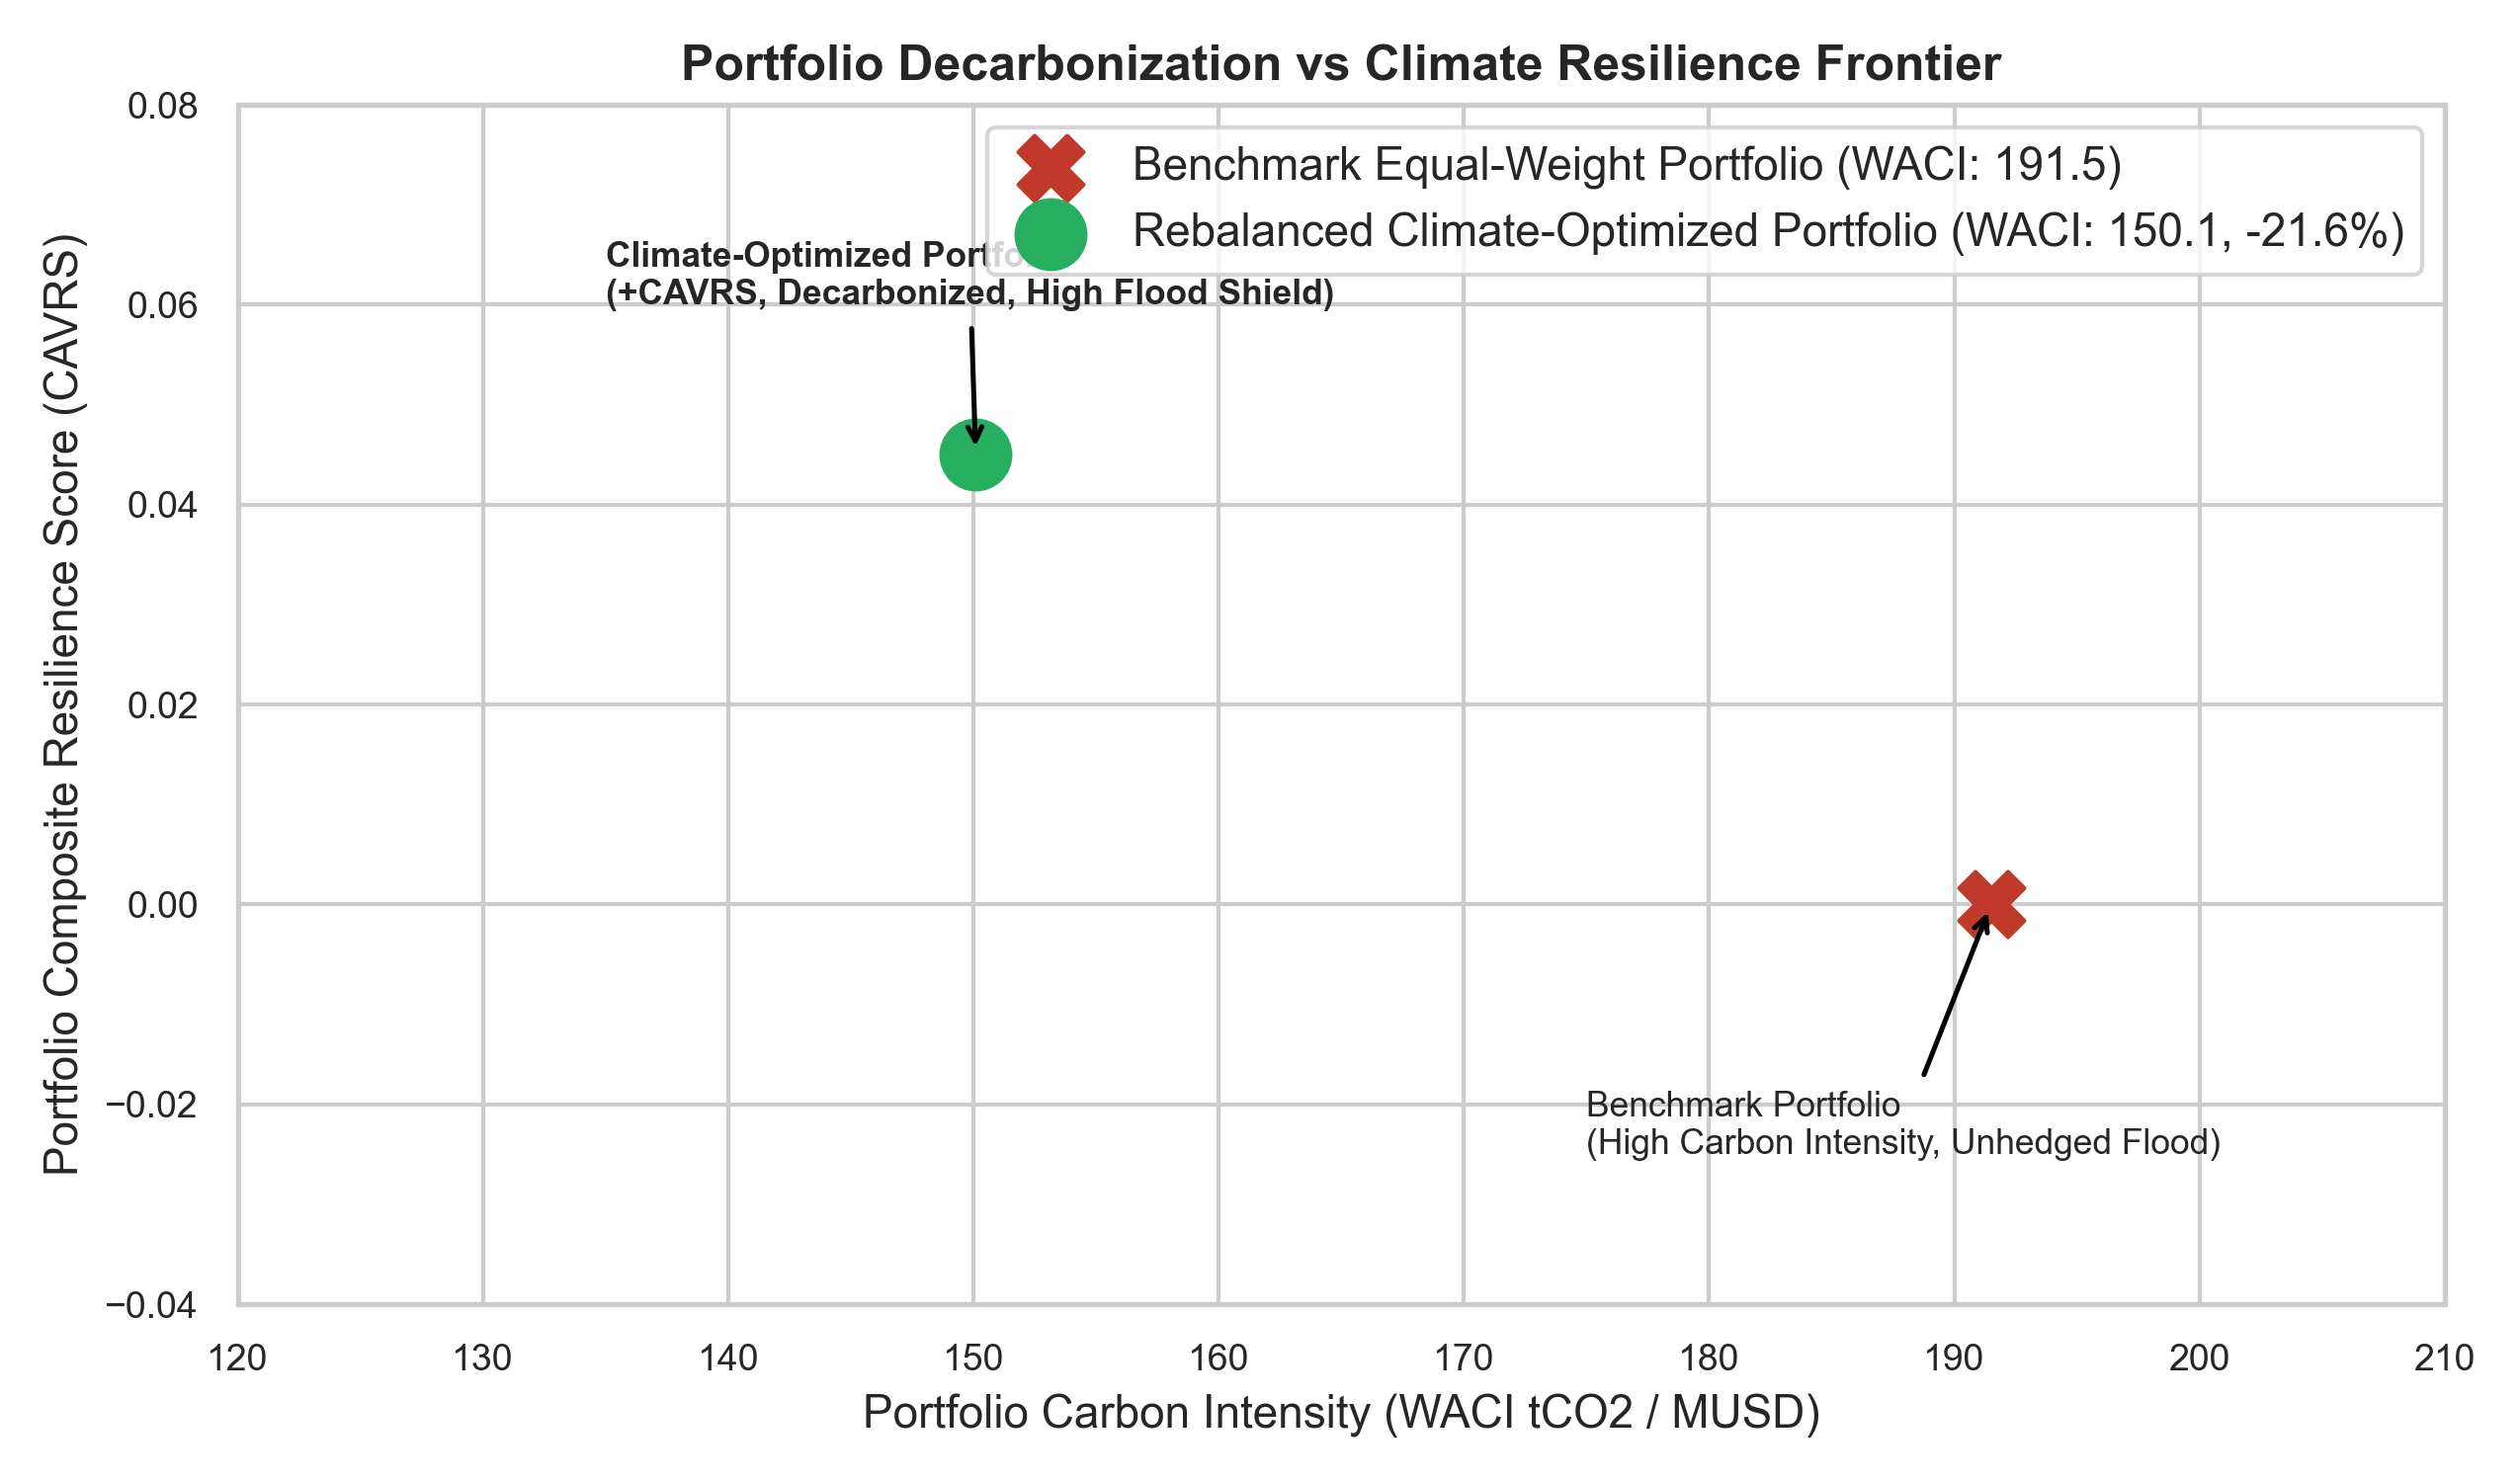 Portfolio Decarbonization vs Climate Resilience Frontier
0.08
0.06
0.04
0.02
0.00
−0.02
−0.04
Portfolio Composite Resilience Score (CAVRS)
Benchmark Equal-Weight Portfolio (WACI: 191.5)
Rebalanced Climate-Optimized Portfolio (WACI: 150.1, -21.6%)
Climate-Optimized
(+CAVRS, Decarbonized, High Flood Shield)
Benchmark Portfolio
(High Carbon Intensity, Unhedged Flood)
120 130 140 150 160 170 180 190 200 210
Portfolio Carbon Intensity (WACI tCO2 / MUSD)